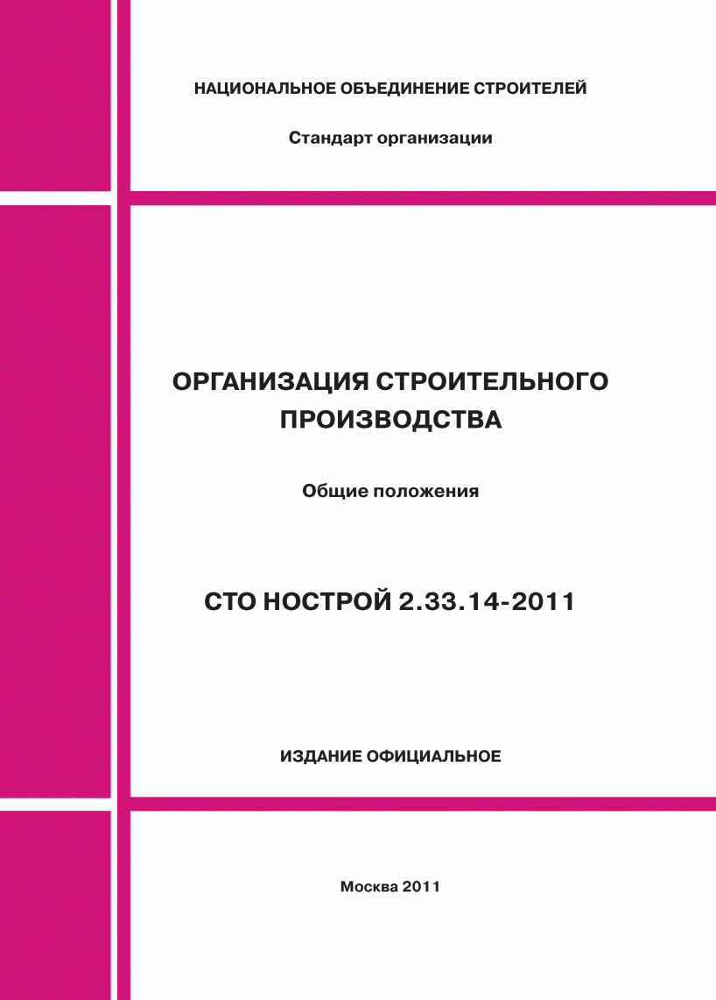 НАЦИОНАЛЬНОЕ ОБЪЕДИНЕНИЕ СТРОИТЕЛЕЙ
Стандарт организации
ОРГАНИЗАЦИЯ СТРОИТЕЛЬНОГО
ПРОИЗВОДСТВА
Общие положения
СТО НОСТРОЙ 2.33.14-2011
ИЗДАНИЕ ОФИЦИАЛЬНОЕ
Москва 2011